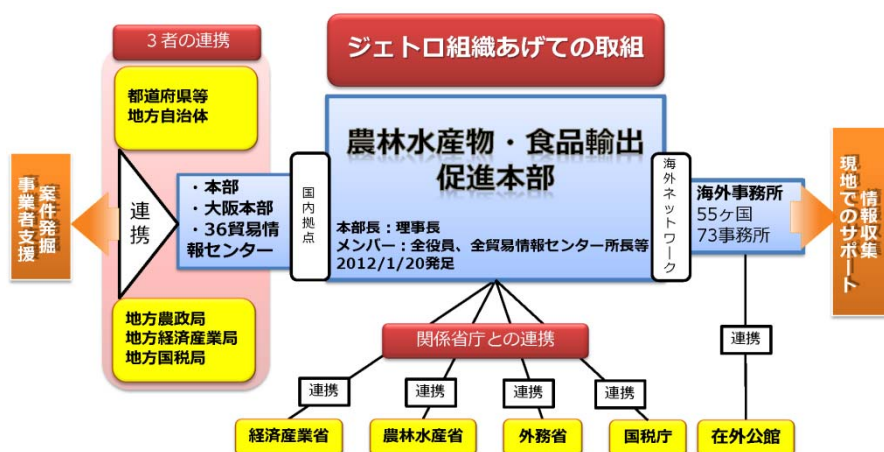 3者の連携
都道府県等
地方自治体
連携
地方農政局
地方経済産業局
地方国税局
案件発掘
事業者支援
・本部
・大阪本部
・36貿易情
報センター
国内拠点
ジェトロ組織あげての取組
農林水産物・食品輸出
促進本部
本部長：理事長
メンバー：全役員、全貿易情報センター所長等
2012/1/20発足
海外ネットワーク
海外事務所
55ヶ国
73事務所
情報収集
現地でのサポート
関係省庁との連携
連携
連携
連携
連携
連携
経済産業省
農林水産省
外務省
国税庁
在外公館